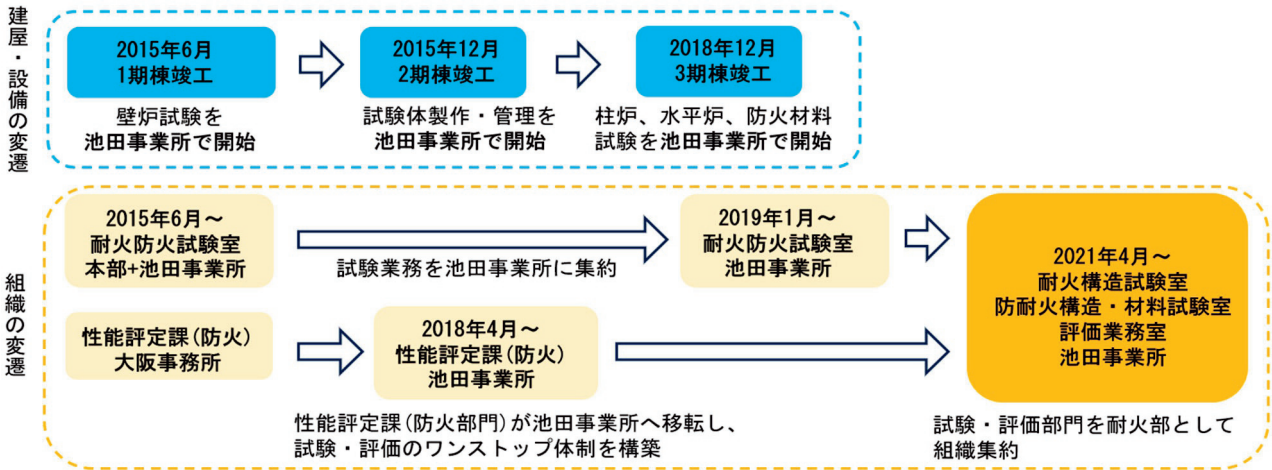 建屋・設備の変遷
2015年6月
1期棟竣工
壁炉試験を
池田事業所で開始
2015年12月
2期棟竣工
試験体製作・管理を
池田事業所で開始
2018年12月
3期棟竣工
柱炉、水平炉、防火材料
試験を池田事業所で開始
組織の変遷
2015年6月～
耐火防火試験室
本部+池田事業所
試験業務を池田事業所に集約
2019年1月～
耐火防火試験室
池田事業所
性能評定課(防火)
大阪事務所
2018年4月～
性能評定課(防火)
池田事業所
性能評定課(防火部門)が池田事業所へ移転し、
試験・評価のワンストップ体制を構築
2021年4月～
耐火構造試験室
防耐火構造・材料試験室
評価業務室
池田事業所
試験・評価部門を耐火部として
組織集約